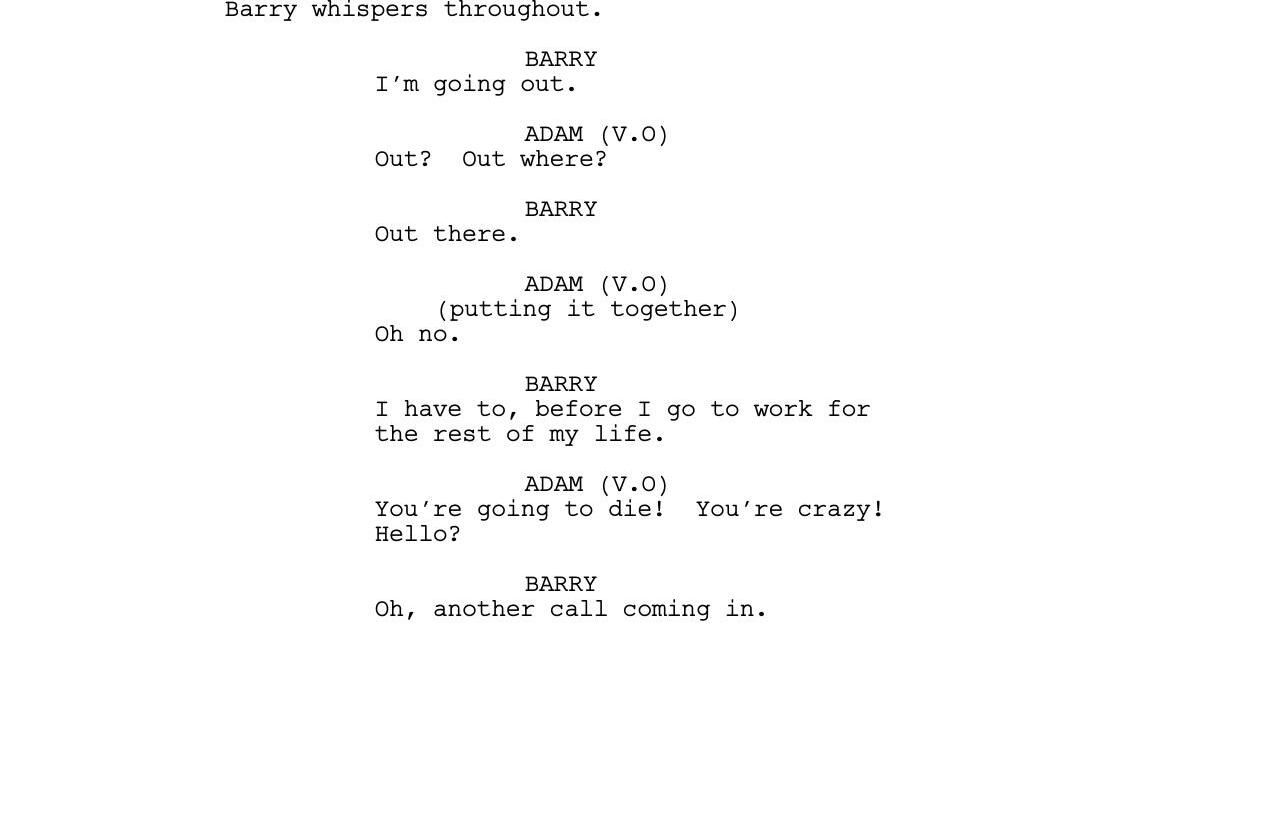 Barry whispers throughout.
BARRY
I’m going out.
ADAM (V.O)
Out?  Out where?
BARRY
Out there.
ADAM (V.O)
(putting it together)
Oh no.
BARRY
I have to, before I go to work for
the rest of my life.
ADAM (V.O)
You’re going to die!  You’re crazy!
Hello?
BARRY
Oh, another call coming in.